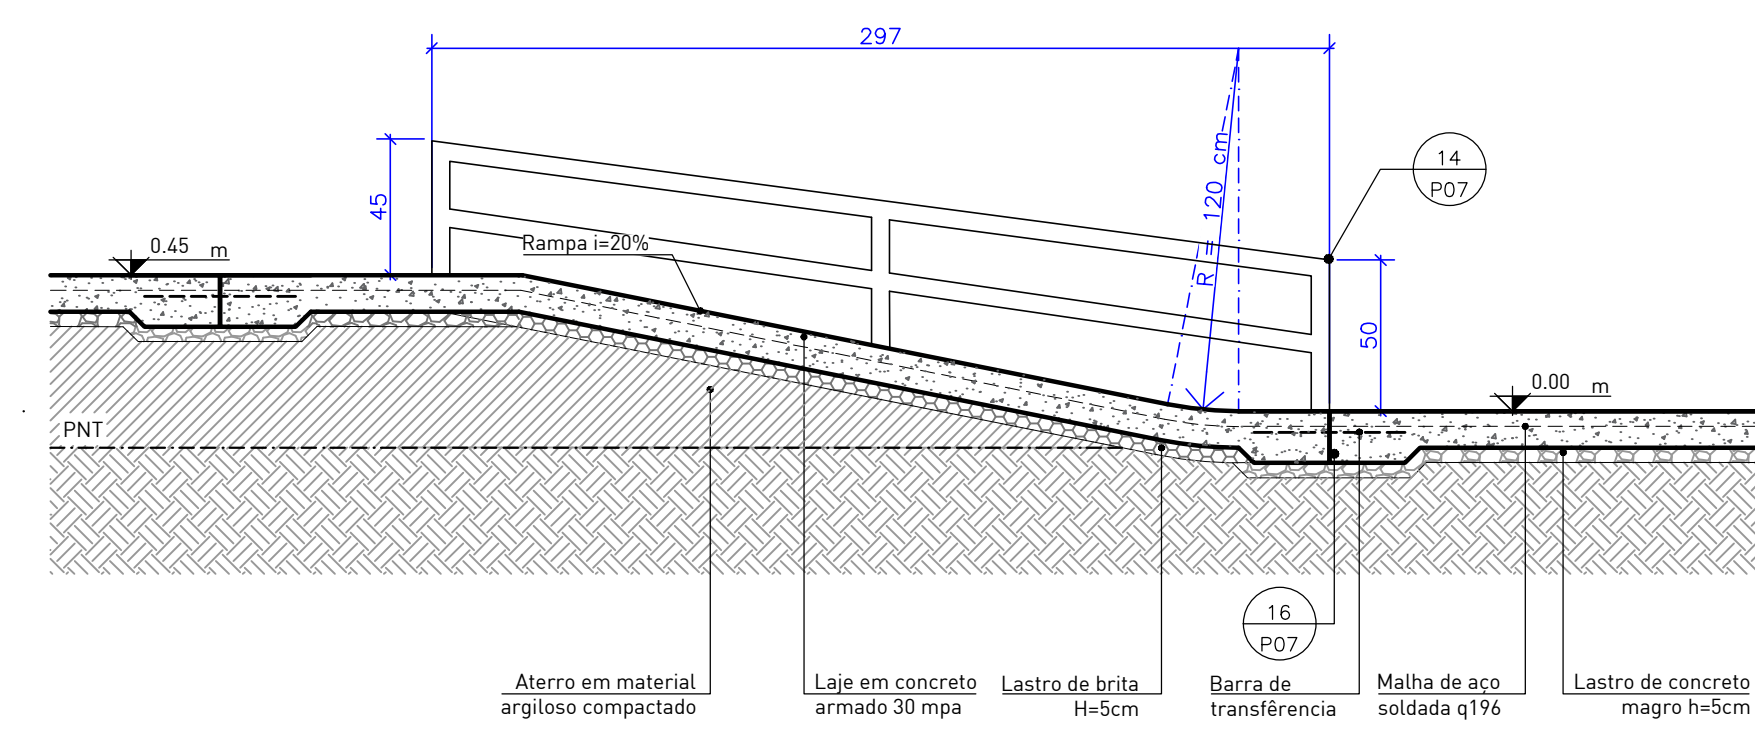 297
14
P07
R = 120 cm
45
Rampa i=20%
0.45 m
50
0.00 m
PNT
16
P07
Aterro em material
argiloso compactado
Laje em concreto
armado 30 mpa
Lastro de brita
H=5cm
Barra de
transfêrencia
Malha de aço
soldada q196
Lastro de concreto
magro h=5cm